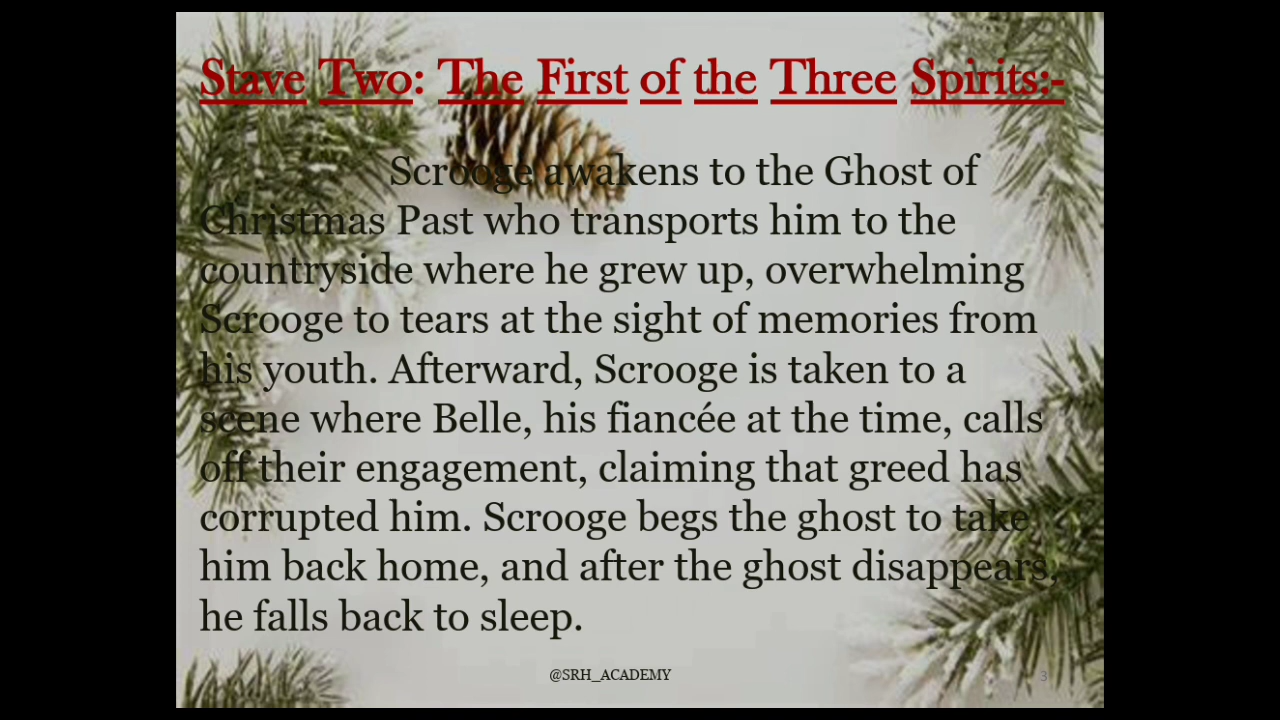 Stave Two: The First of the Three Spirits:-
Scrooge awakens to the Ghost of
Christmas Past who transports him to the
countryside where he grew up, overwhelming
Scrooge to tears at the sight of memories from
his youth. Afterward, Scrooge is taken to a
scene where Belle, his fiancée at the time, calls
off their engagement, claiming that greed has
corrupted him. Scrooge begs the ghost to take
him back home, and after the ghost disappears,
he falls back to sleep.
@SRH_ACADEMY
3